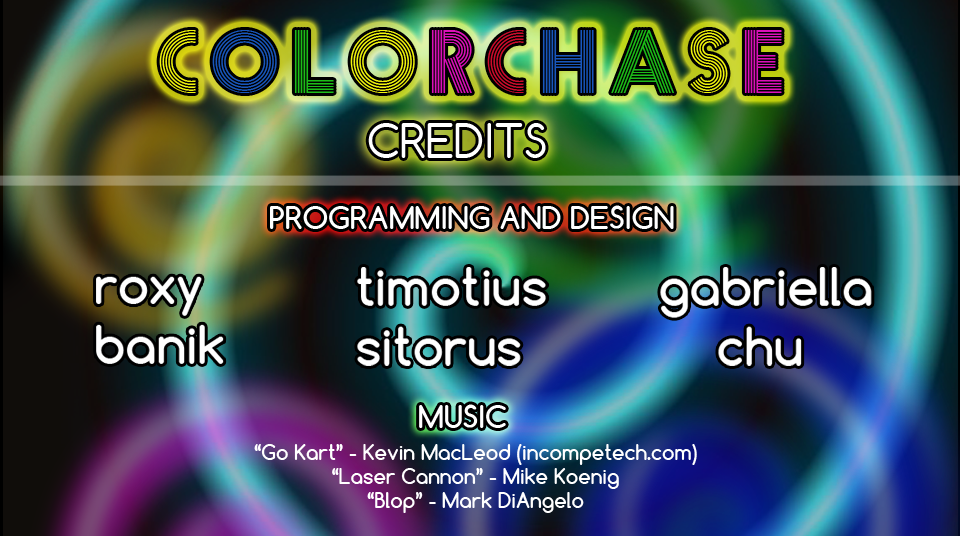 COLORCHASE
CREDITS
PROGRAMMING AND DESIGN
roxy banik
timotius sitorus
gabriella chu
MUSIC
“Go Kart” - Kevin MacLeod (incompetech.com)
“Laser Cannon” - Mike Koenig
“Blop” - Mark DiAngelo